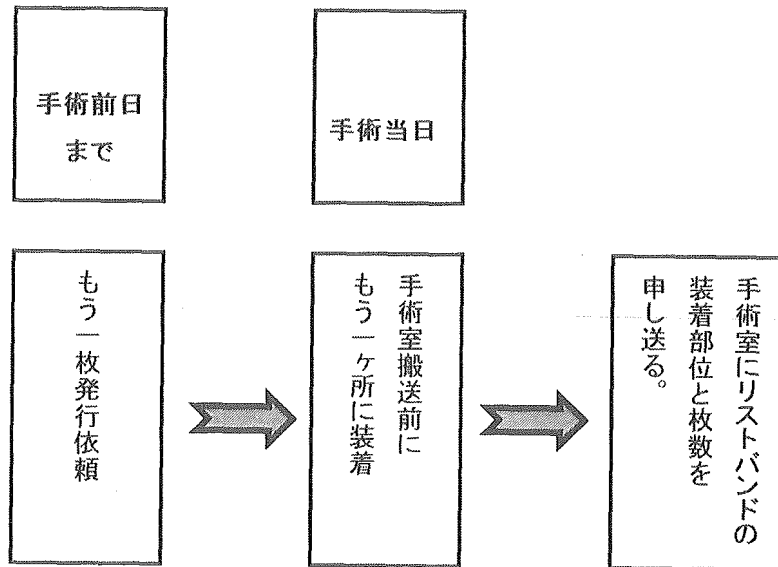 手術前日
まで
手術当日
もう一枚発行依頼
手術室搬送前に
もう一ヶ所に装着
手術室にリストバンドの
装着部位と枚数を
申し送る。